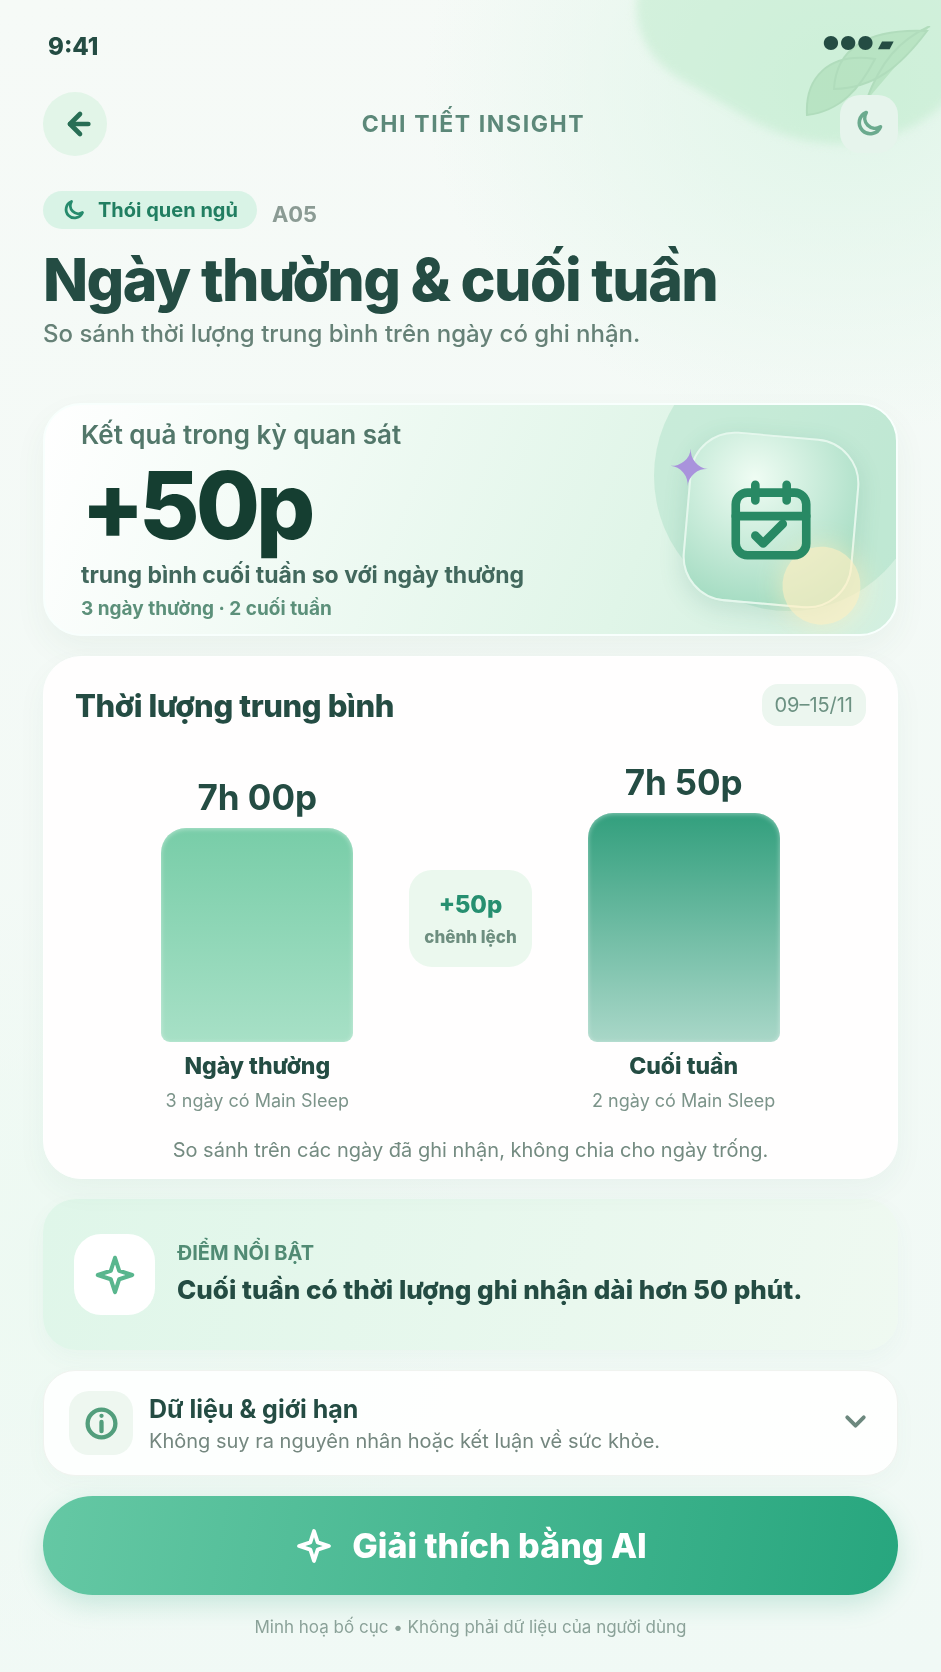 9:41
CHI TIẾT INSIGHT
Thói quen ngủ A05
Ngày thường & cuối tuần
So sánh thời lượng trung bình trên ngày có ghi nhận.
Kết quả trong kỳ quan sát
+50p
trung bình cuối tuần so với ngày thường
3 ngày thường · 2 cuối tuần
Thời lượng trung bình 09–15/11
7h 00p 7h 50p
+50p
chênh lệch
Ngày thường Cuối tuần
3 ngày có Main Sleep 2 ngày có Main Sleep
So sánh trên các ngày đã ghi nhận, không chia cho ngày trống.
ĐIỂM NỔI BẬT
Cuối tuần có thời lượng ghi nhận dài hơn 50 phút.
Dữ liệu & giới hạn
Không suy ra nguyên nhân hoặc kết luận về sức khỏe.
Giải thích bằng AI
Minh hoạ bố cục • Không phải dữ liệu của người dùng